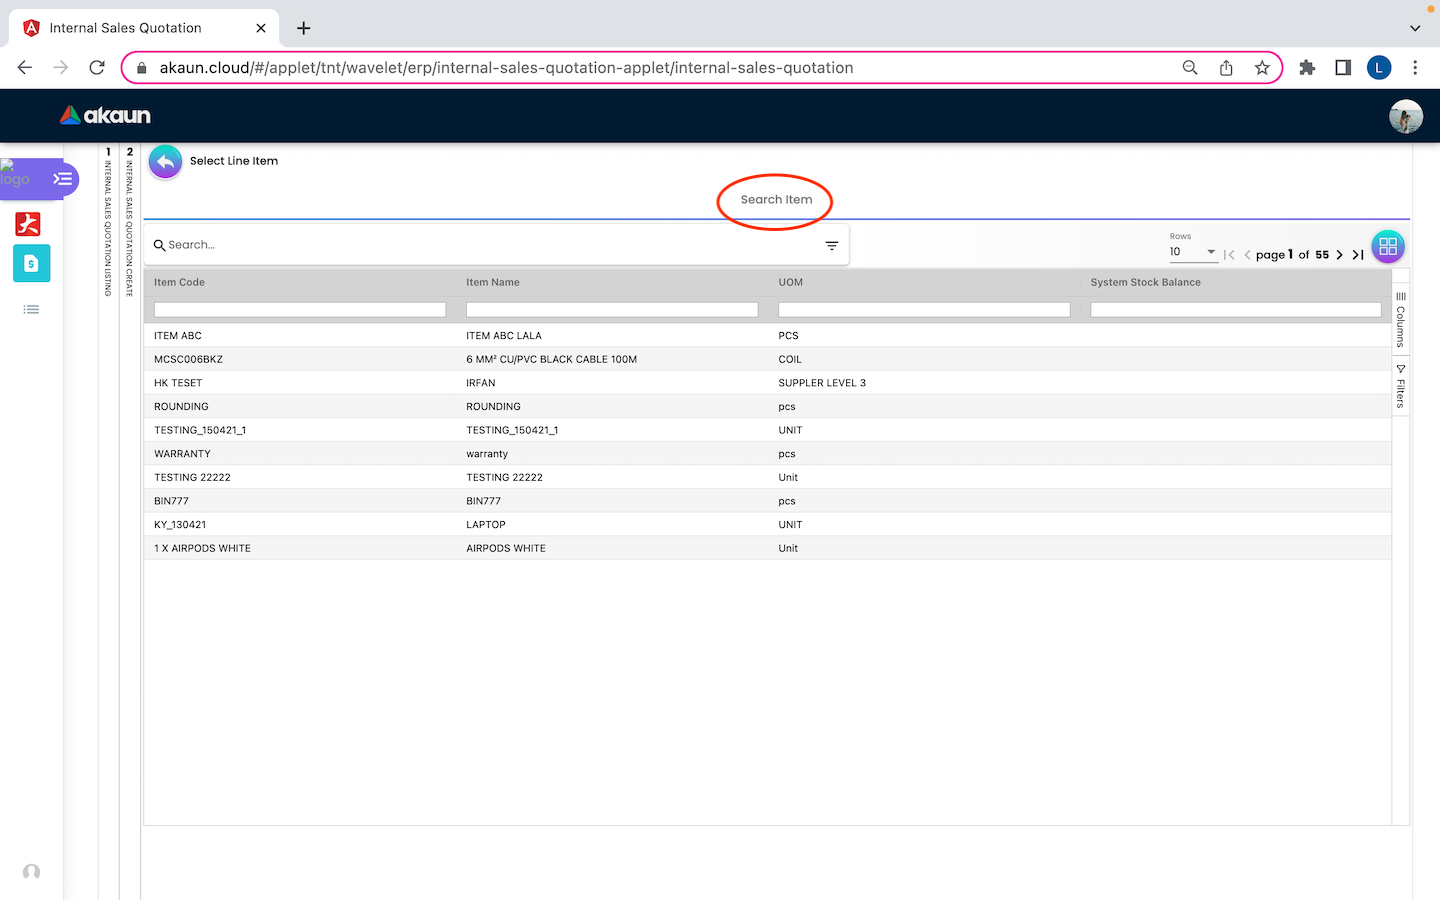 Internal Sales Quotation
akaun.cloud/#/applet/tnt/wavelet/erp/internal-sales-quotation-applet/internal-sales-quotation
L
akaun
logo
1 INTERNAL SALES QUOTATION LISTING
2 INTERNAL SALES QUOTATION CREATE
Select Line Item
Search Item
Search...
Rows
10
page 1 of 55
Item Code Item Name UOM System Stock Balance
ITEM ABC ITEM ABC LALA PCS
MCSC006BKZ 6 MM² CU/PVC BLACK CABLE 100M COIL
HK TESET IRFAN SUPPLER LEVEL 3
ROUNDING ROUNDING pcs
TESTING_150421_1 TESTING_150421_1 UNIT
WARRANTY warranty pcs
TESTING 22222 TESTING 22222 Unit
BIN777 BIN777 pcs
KY_130421 LAPTOP UNIT
1 X AIRPODS WHITE AIRPODS WHITE Unit
Columns
Filters